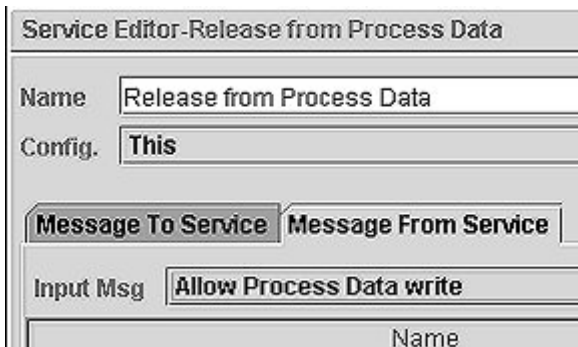 Service Editor-Release from Process Data
Name Release from Process Data
Config. This
Message To Service Message From Service
Input Msg Allow Process Data write
Name